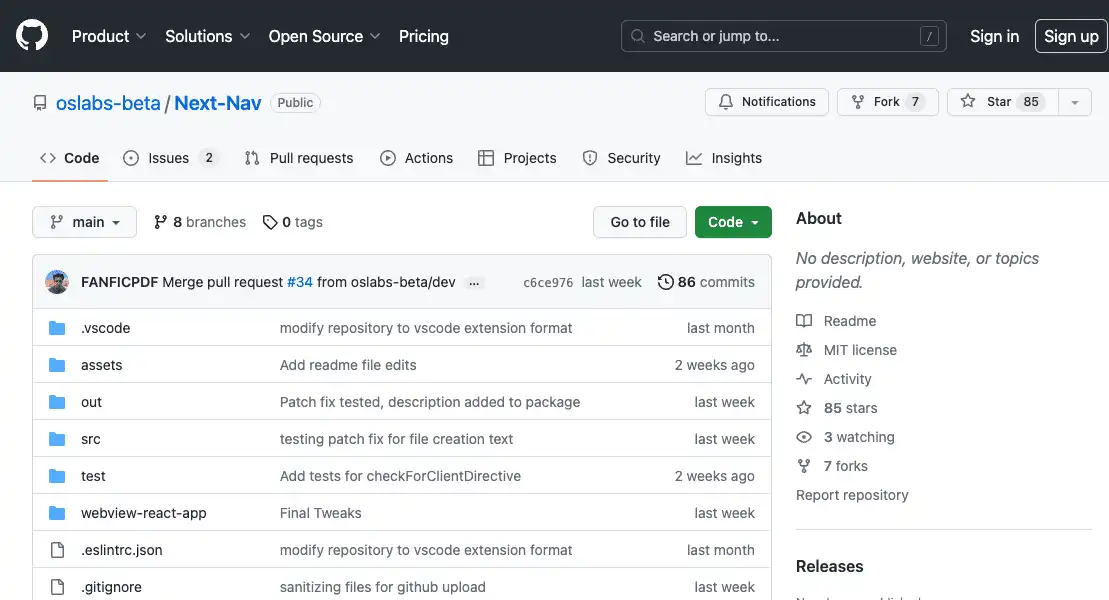 Product Solutions Open Source Pricing Search or jump to... / Sign in Sign up
oslabs-beta / Next-Nav Public Notifications Fork 7 Star 85
Code Issues 2 Pull requests Actions Projects Security Insights
main 8 branches 0 tags Go to file Code
FANFICPDF Merge pull request #34 from oslabs-beta/dev ... c6ce976 last week 86 commits
.vscode modify repository to vscode extension format last month
assets Add readme file edits 2 weeks ago
out Patch fix tested, description added to package last week
src testing patch fix for file creation text last week
test Add tests for checkForClientDirective 2 weeks ago
webview-react-app Final Tweaks last week
.eslintrc.json modify repository to vscode extension format last month
.gitignore sanitizing files for github upload last week
About
No description, website, or topics
provided.
Readme
MIT license
Activity
85 stars
3 watching
7 forks
Report repository
Releases